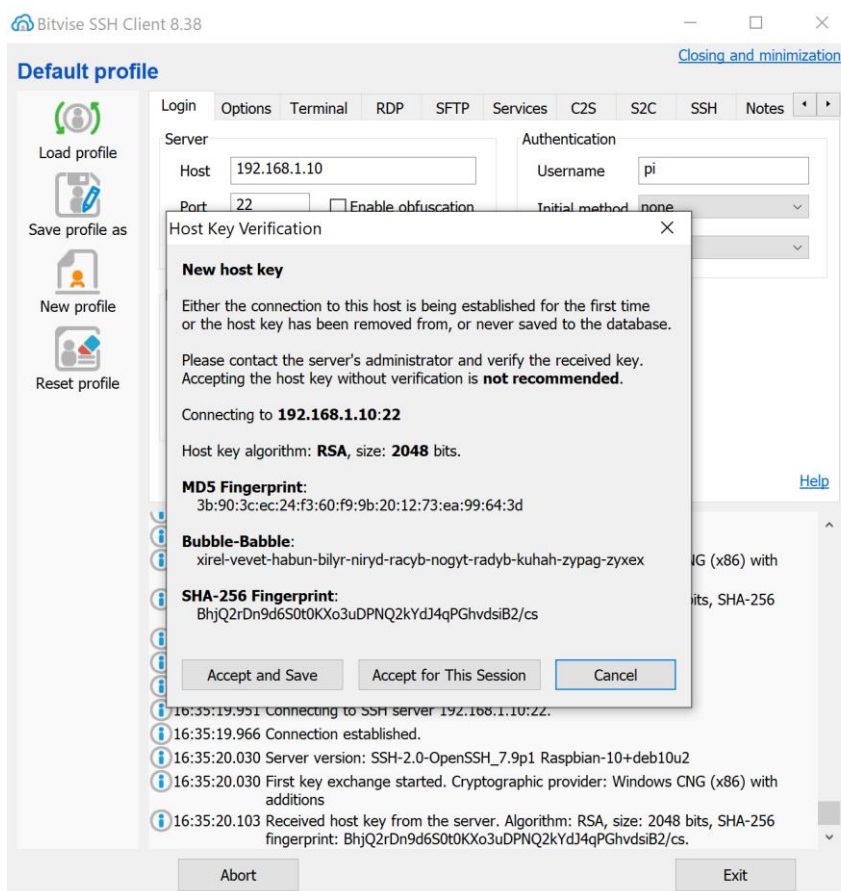 Bitvise SSH Client 8.38
Default profile
Closing and minimization
Load profile
Save profile as
New profile
Reset profile
Login Options Terminal RDP SFTP Services C2S S2C SSH Notes
Server
Host 192.168.1.10
Port 22 Enable obfuscation
Authentication
Username pi
Initial method none
Host Key Verification
New host key
Either the connection to this host is being established for the first time
or the host key has been removed from, or never saved to the database.
Please contact the server's administrator and verify the received key.
Accepting the host key without verification is not recommended.
Connecting to 192.168.1.10:22
Host key algorithm: RSA, size: 2048 bits.
MD5 Fingerprint:
3b:90:3c:ec:24:f3:60:f9:9b:20:12:73:ea:99:64:3d
Bubble-Babble:
xirel-vevet-habun-bilyr-niryd-racyb-nogyt-radyb-kuhah-zypag-zyxex
SHA-256 Fingerprint:
BhjQ2rDn9d6S0t0KXo3uDPNQ2kYdJ4qPGhvdsiB2/cs
Accept and Save Accept for This Session Cancel
Help
(x86) with
SHA-256
16:35:19.951 Connecting to SSH server 192.168.1.10:22.
16:35:19.966 Connection established.
16:35:20.030 Server version: SSH-2.0-OpenSSH_7.9p1 Raspbian-10+deb10u2
16:35:20.030 First key exchange started. Cryptographic provider: Windows CNG (x86) with
additions
16:35:20.103 Received host key from the server. Algorithm: RSA, size: 2048 bits, SHA-256
fingerprint: BhjQ2rDn9d6S0t0KXo3uDPNQ2kYdJ4qPGhvdsiB2/cs.
Abort Exit